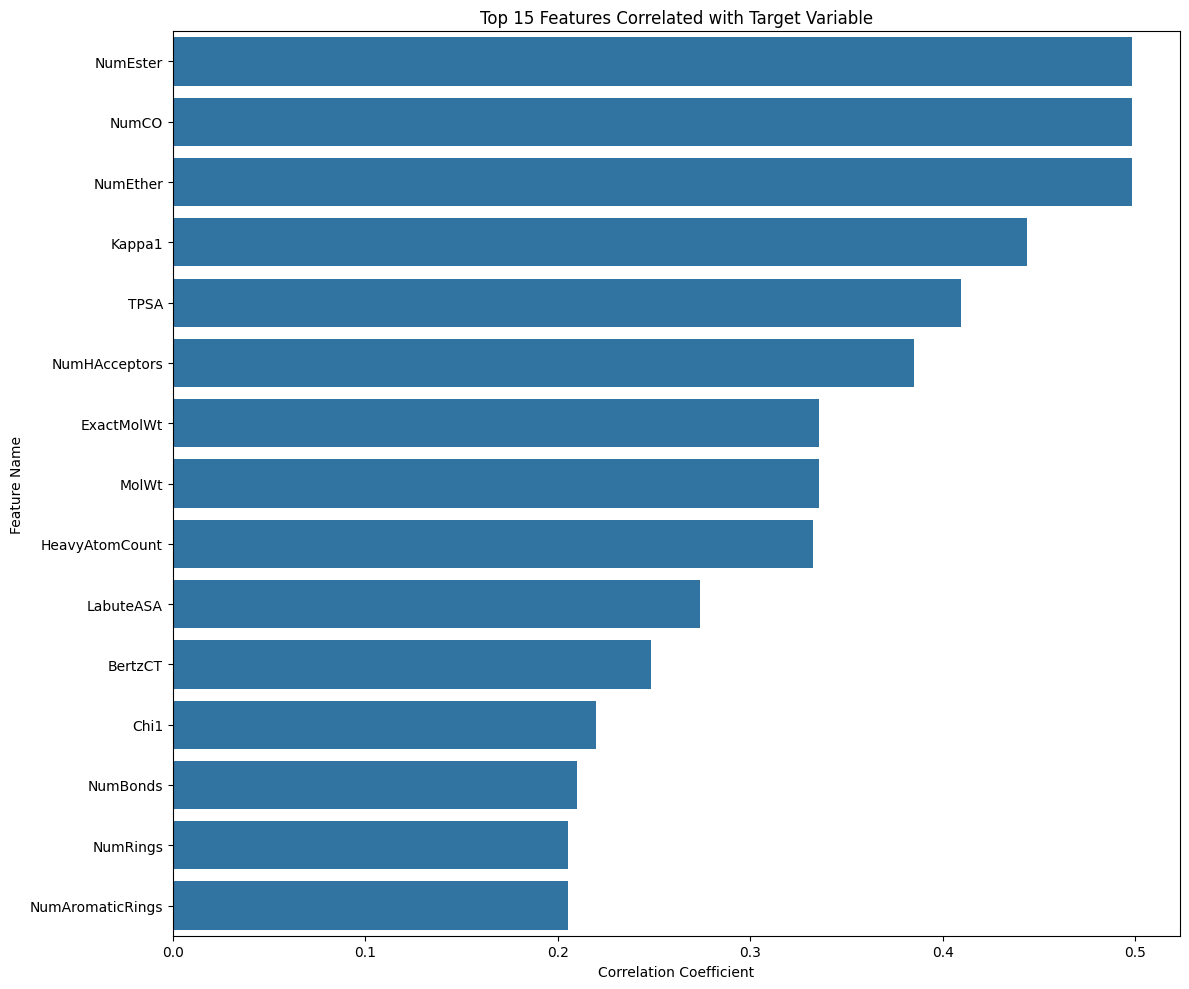 Top 15 Features Correlated with Target Variable
Feature Name
NumEster
NumCO
NumEther
Kappa1
TPSA
NumHAcceptors
ExactMolWt
MolWt
HeavyAtomCount
LabuteASA
BertzCT
Chi1
NumBonds
NumRings
NumAromaticRings
0.0 0.1 0.2 0.3 0.4 0.5
Correlation Coefficient